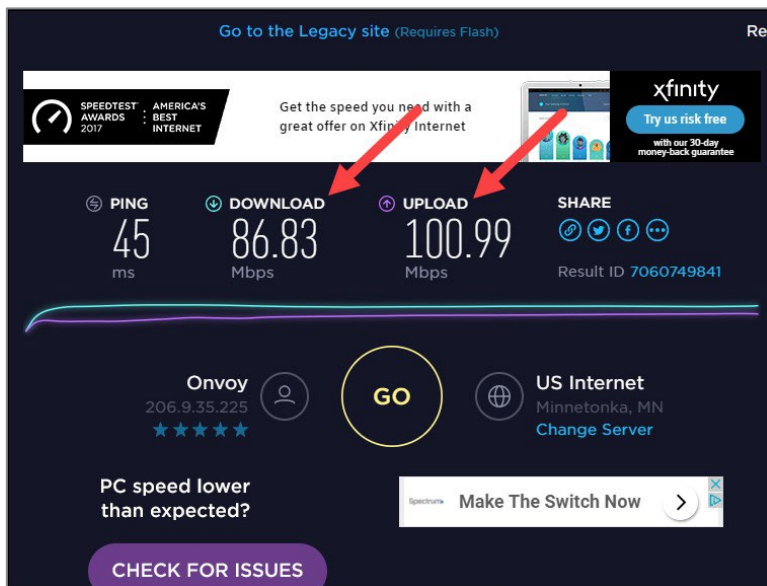 Go to the Legacy site (Requires Flash)
Re
SPEEDTEST® AWARDS 2017
AMERICA'S BEST INTERNET
Get the speed you need with a
great offer on Xfinity Internet
xfinity
Try us risk free
with our 30-day
money-back guarantee
PING
45
ms
DOWNLOAD
86.83
Mbps
UPLOAD
100.99
Mbps
SHARE
Result ID 7060749841
Onvoy
206.9.35.225
GO
US Internet
Minnetonka, MN
Change Server
PC speed lower
than expected?
Spectrum
Make The Switch Now
CHECK FOR ISSUES